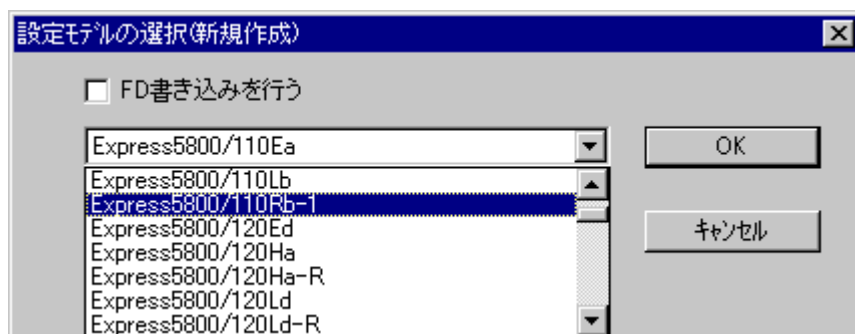 設定ﾓﾃﾞﾙの選択(新規作成)
FD書き込みを行う
Express5800/110Ea
OK
Express5800/110Lb
Express5800/110Rb-1
Express5800/120Ed
ｷｬﾝｾﾙ
Express5800/120Ha
Express5800/120Ha-R
Express5800/120Ld
Express5800/120Ld-R